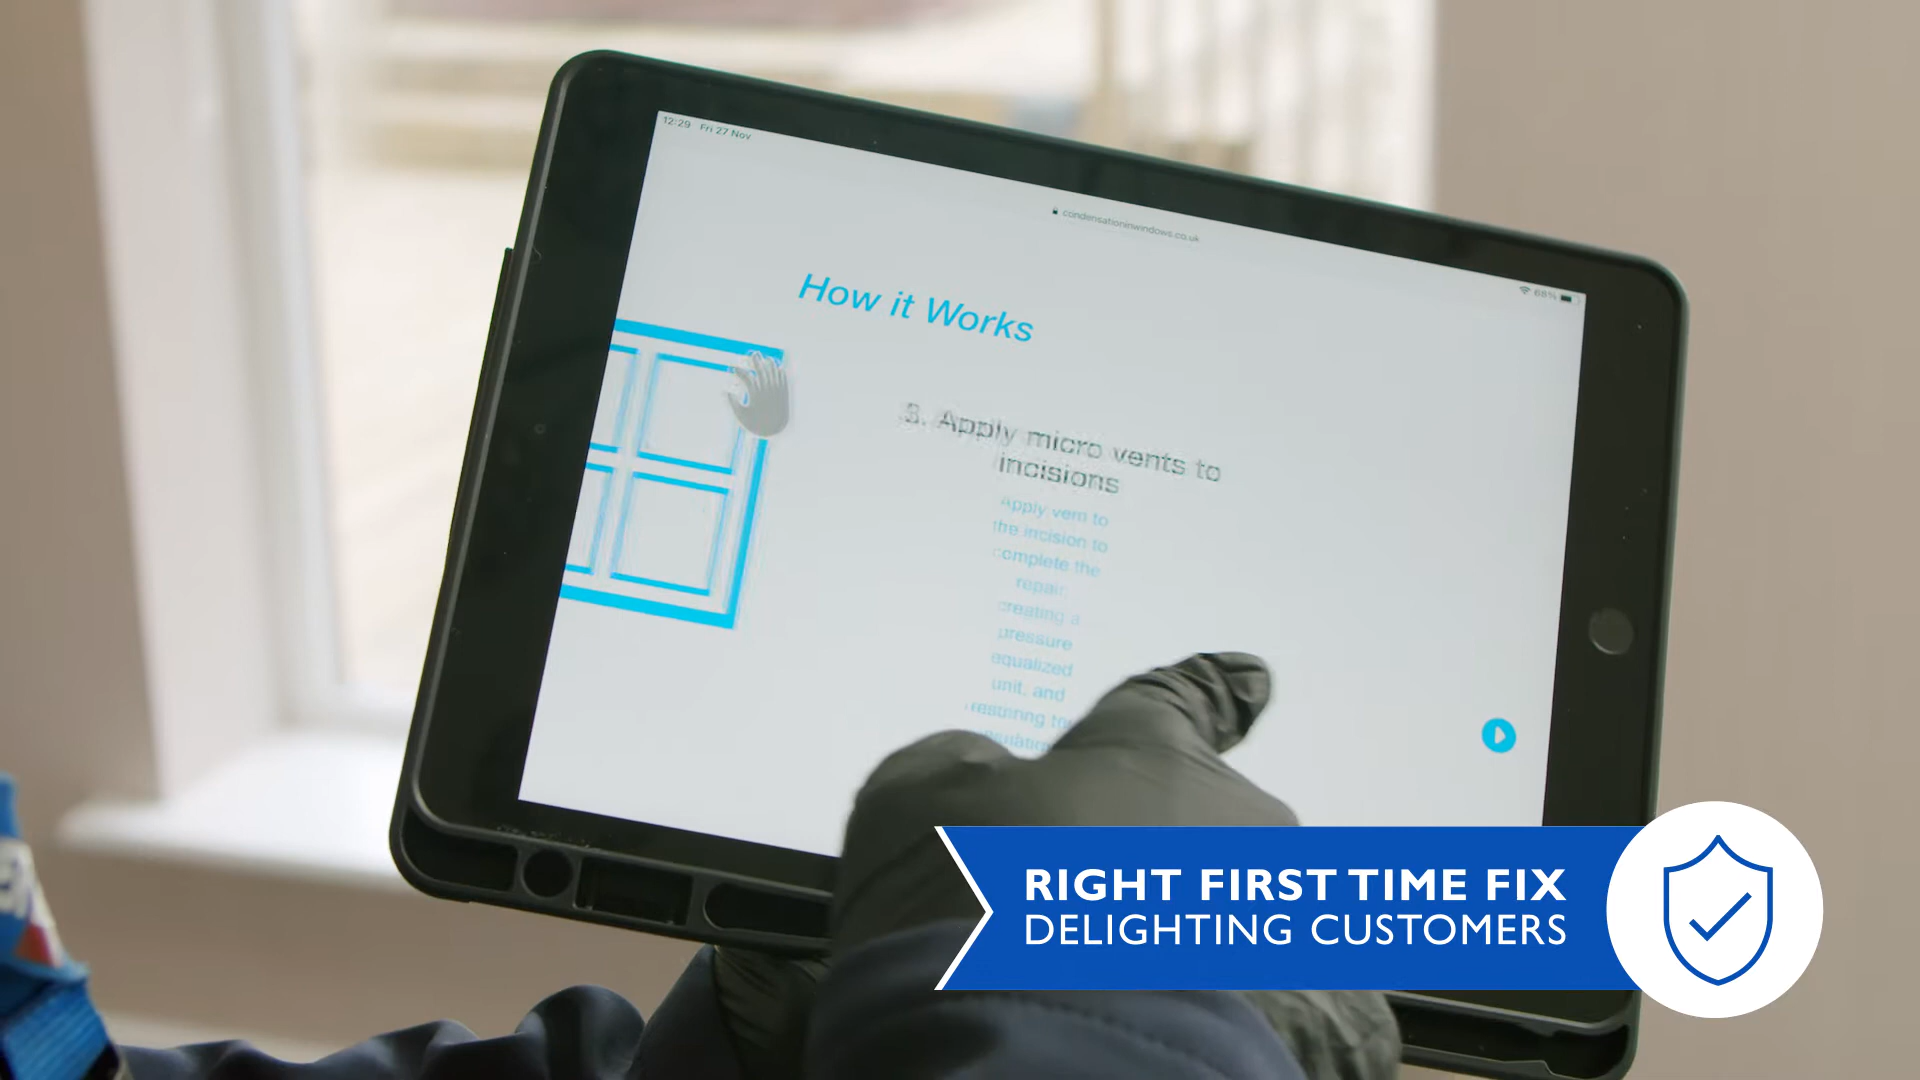 12:29 Fri 27 Nov
condensationinwindows.co.uk
68%
How it Works
3. Apply micro vents to
incisions
Apply vent to
the incision to
complete the
repair,
creating a
pressure
equalized
unit, and
restoring the
RIGHT FIRST TIME FIX
DELIGHTING CUSTOMERS